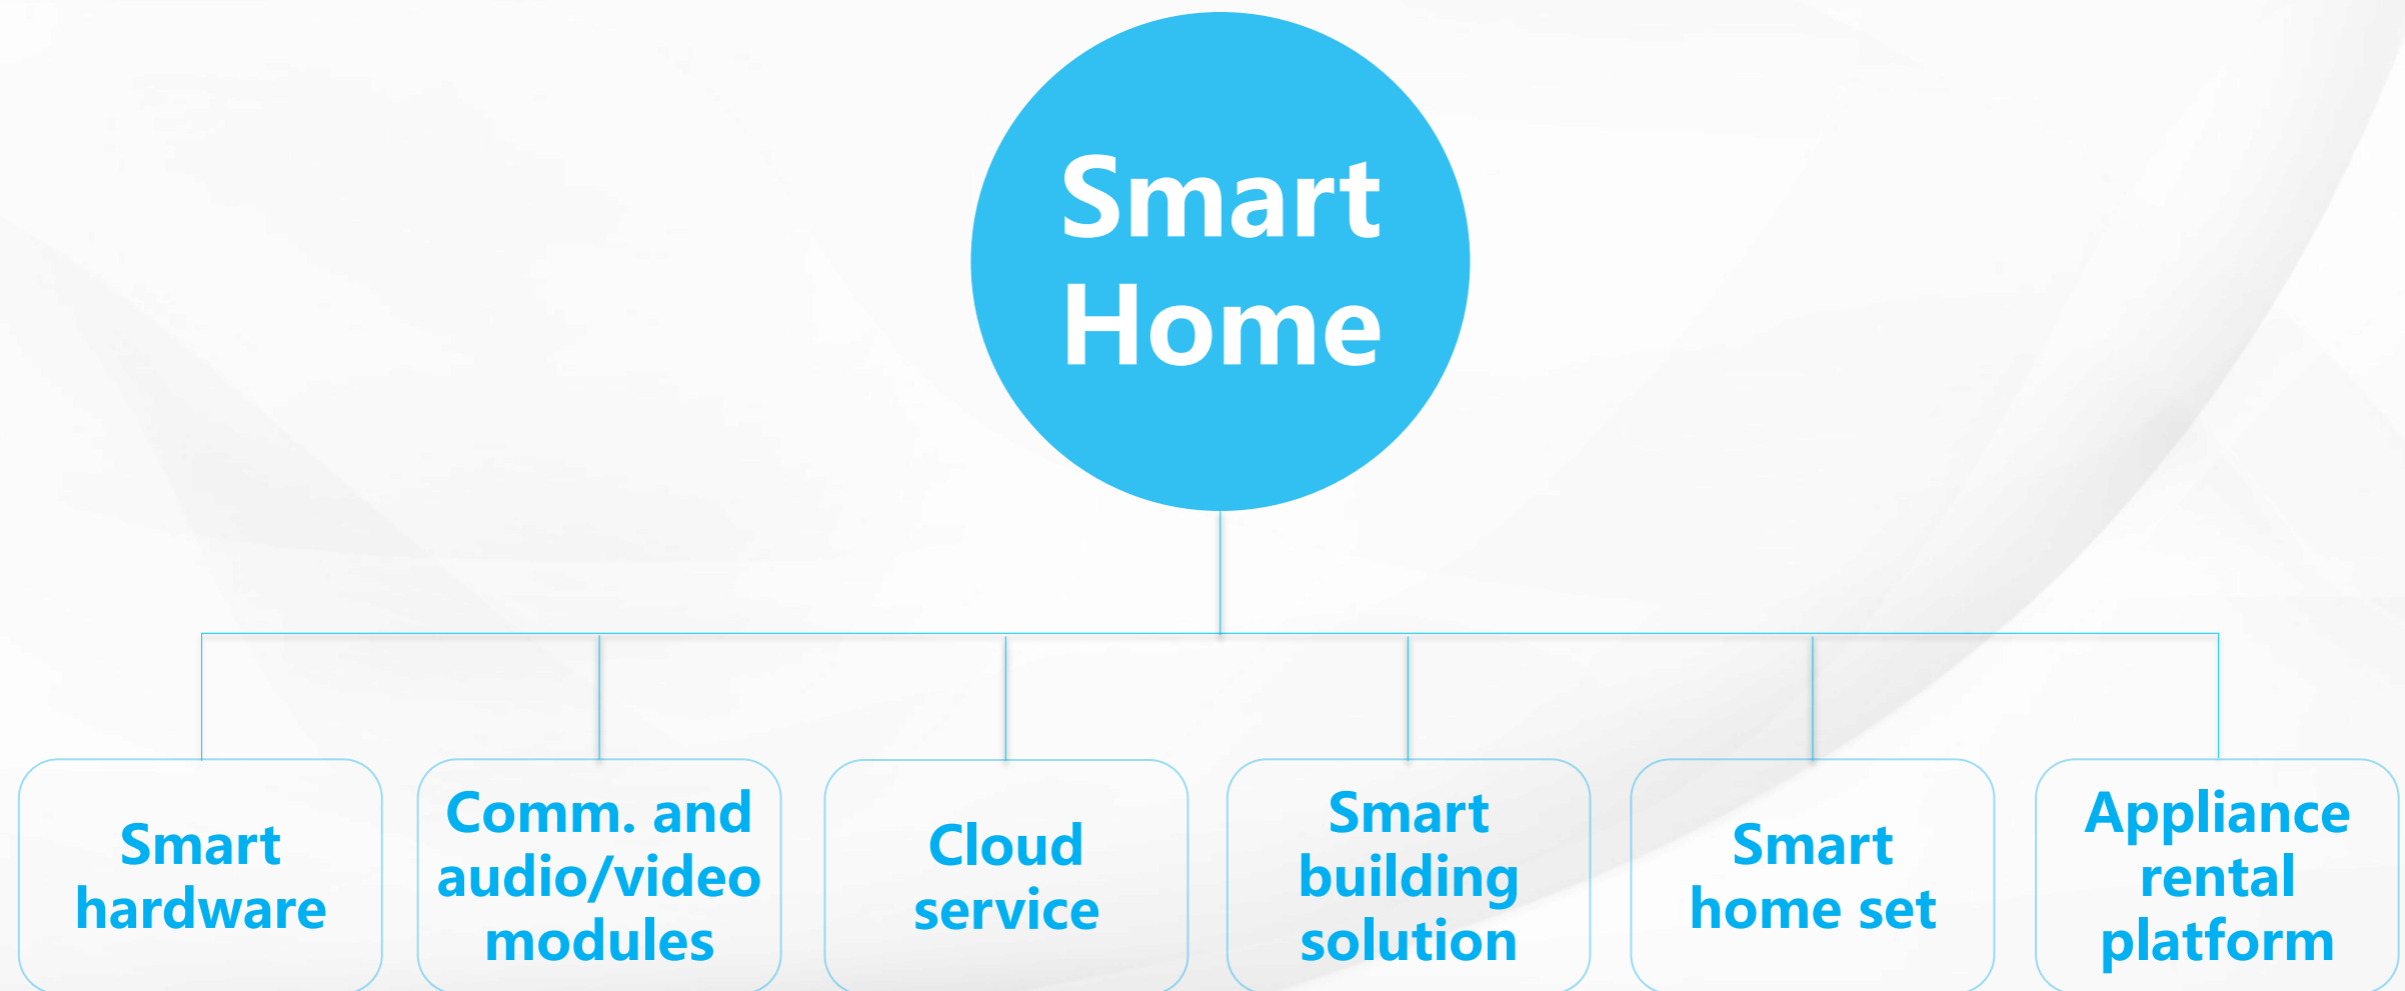 Smart
Home
Smart
hardware
Comm. and
audio/video
modules
Cloud
service
Smart
building
solution
Smart
home set
Appliance
rental
platform